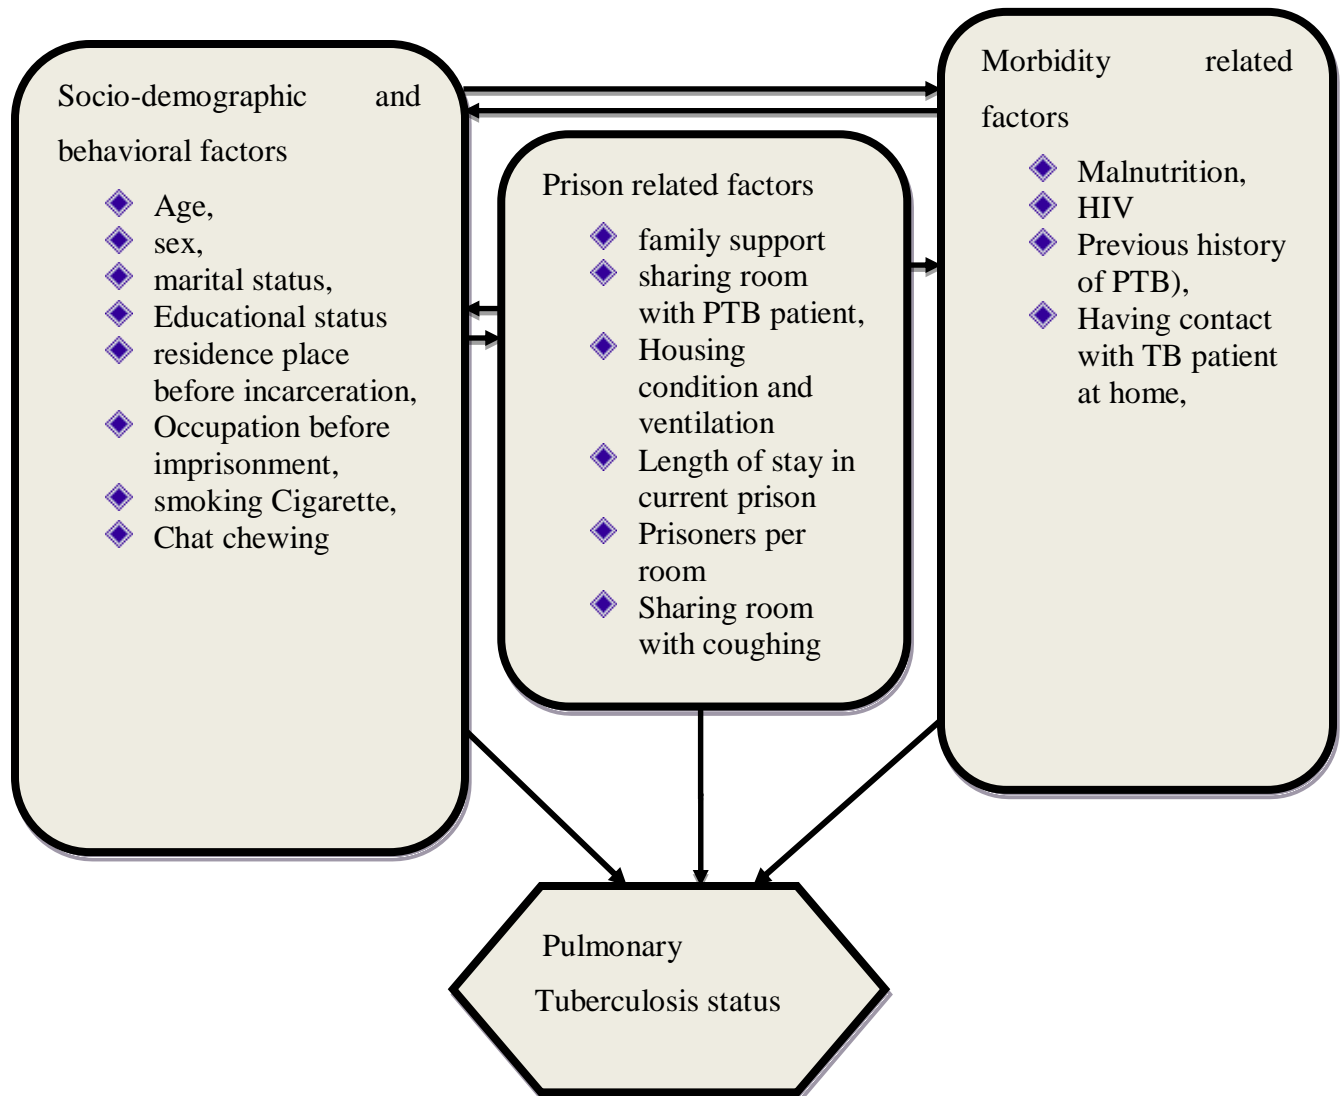 Socio-demographic and
behavioral factors
Age,
sex,
marital status,
Educational status
residence place
before incarceration,
Occupation before
imprisonment,
smoking Cigarette,
Chat chewing
Prison related factors
family support
sharing room
with PTB patient,
Housing
condition and
ventilation
Length of stay in
current prison
Prisoners per
room
Sharing room
with coughing
Morbidity related
factors
Malnutrition,
HIV
Previous history
of PTB),
Having contact
with TB patient
at home,
Pulmonary
Tuberculosis status